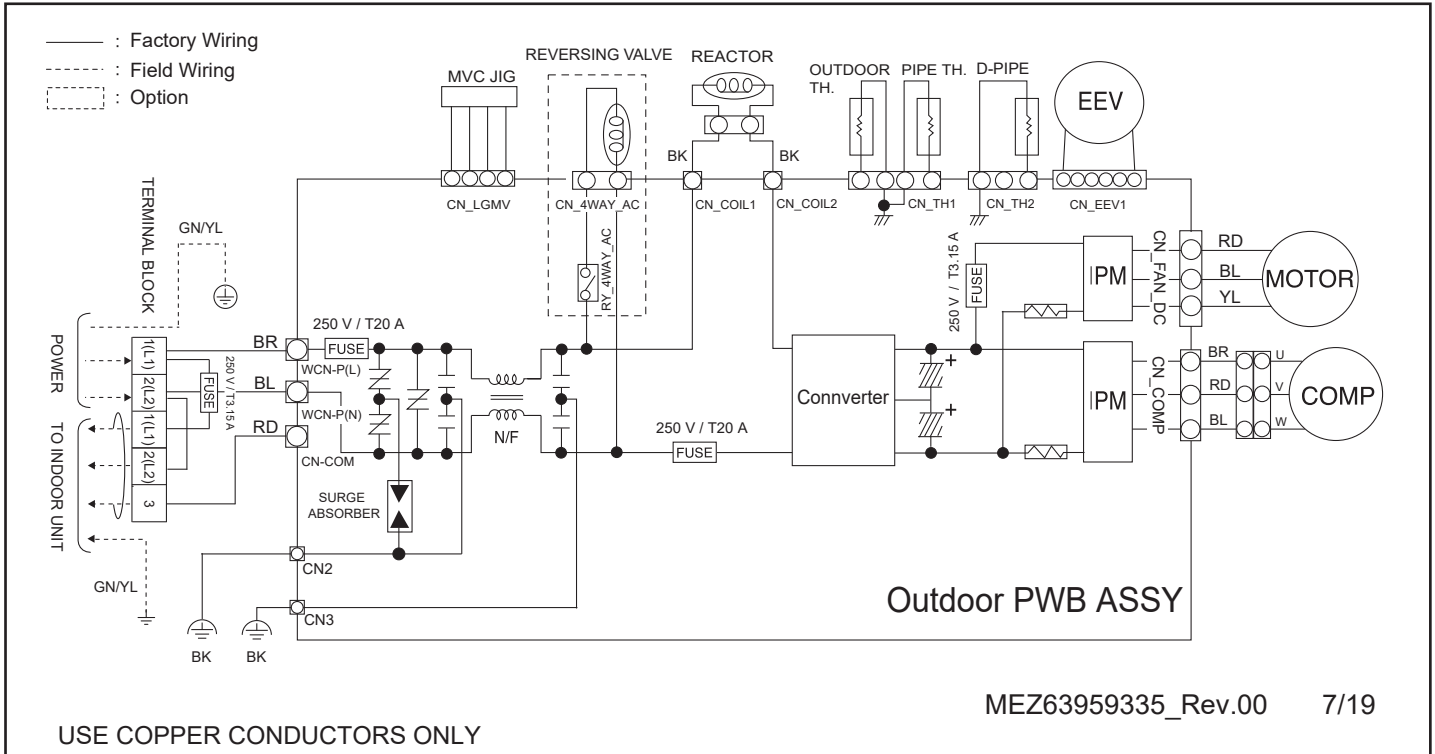 : Factory Wiring
: Field Wiring
: Option
MVC JIG
REVERSING VALVE
REACTOR
OUTDOOR TH.
PIPE TH.
D-PIPE
EEV
BK
BK
CN_LGMV
CN_4WAY_AC
CN_COIL1
CN_COIL2
CN_TH1
CN_TH2
CN_EEV1
RY_4WAY_AC
TERMINAL BLOCK
GN/YL
POWER
TO INDOOR UNIT
1(L1)
2(L2)
1(L1)
2(L2)
3
FUSE
250 V / T3.15 A
BR
BL
RD
250 V / T20 A
FUSE
WCN-P(L)
WCN-P(N)
CN-COM
N/F
SURGE
ABSORBER
CN2
CN3
GN/YL
BK
BK
250 V / T20 A
FUSE
Connverter
+
+
250 V / T3.15 A
FUSE
IPM
CN_FAN_DC
RD
BL
YL
MOTOR
IPM
CN_COMP
BR
RD
BL
U
V
W
COMP
Outdoor PWB ASSY
MEZ63959335_Rev.00 7/19
USE COPPER CONDUCTORS ONLY